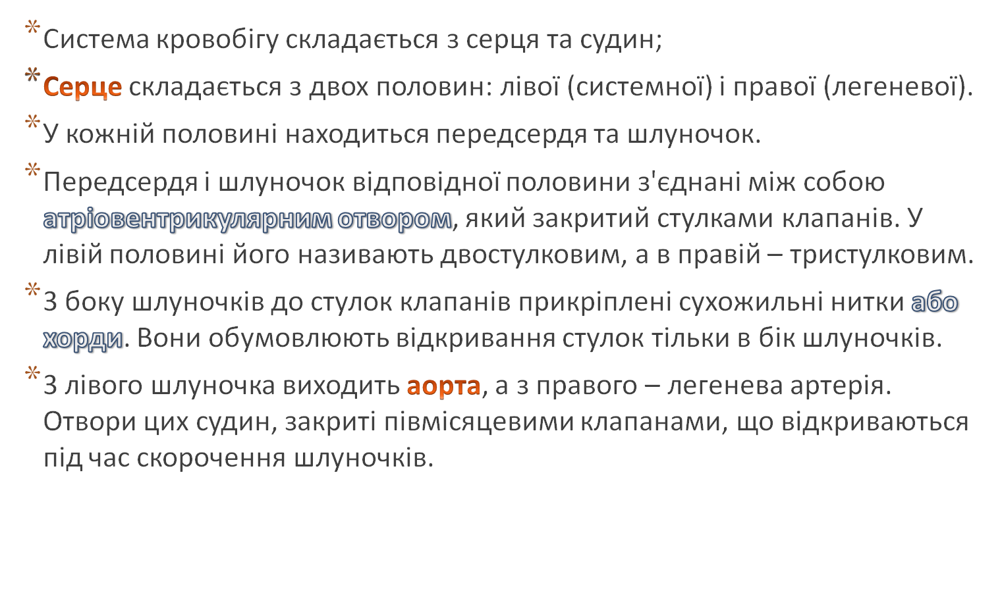 * Система кровобігу складається з серця та судин;
* Серце складається з двох половин: лівої (системної) і правої (легеневої).
* У кожній половині находиться передсердя та шлуночок.
* Передсердя і шлуночок відповідної половини з'єднані між собою
атріовентрикулярним отвором, який закритий стулками клапанів. У
лівій половині його називають двостулковим, а в правій – тристулковим.
* З боку шлуночків до стулок клапанів прикріплені сухожильні нитки або
хорди. Вони обумовлюють відкривання стулок тільки в бік шлуночків.
* З лівого шлуночка виходить аорта, а з правого – легенева артерія.
Отвори цих судин, закриті півмісяцевими клапанами, що відкриваються
під час скорочення шлуночків.